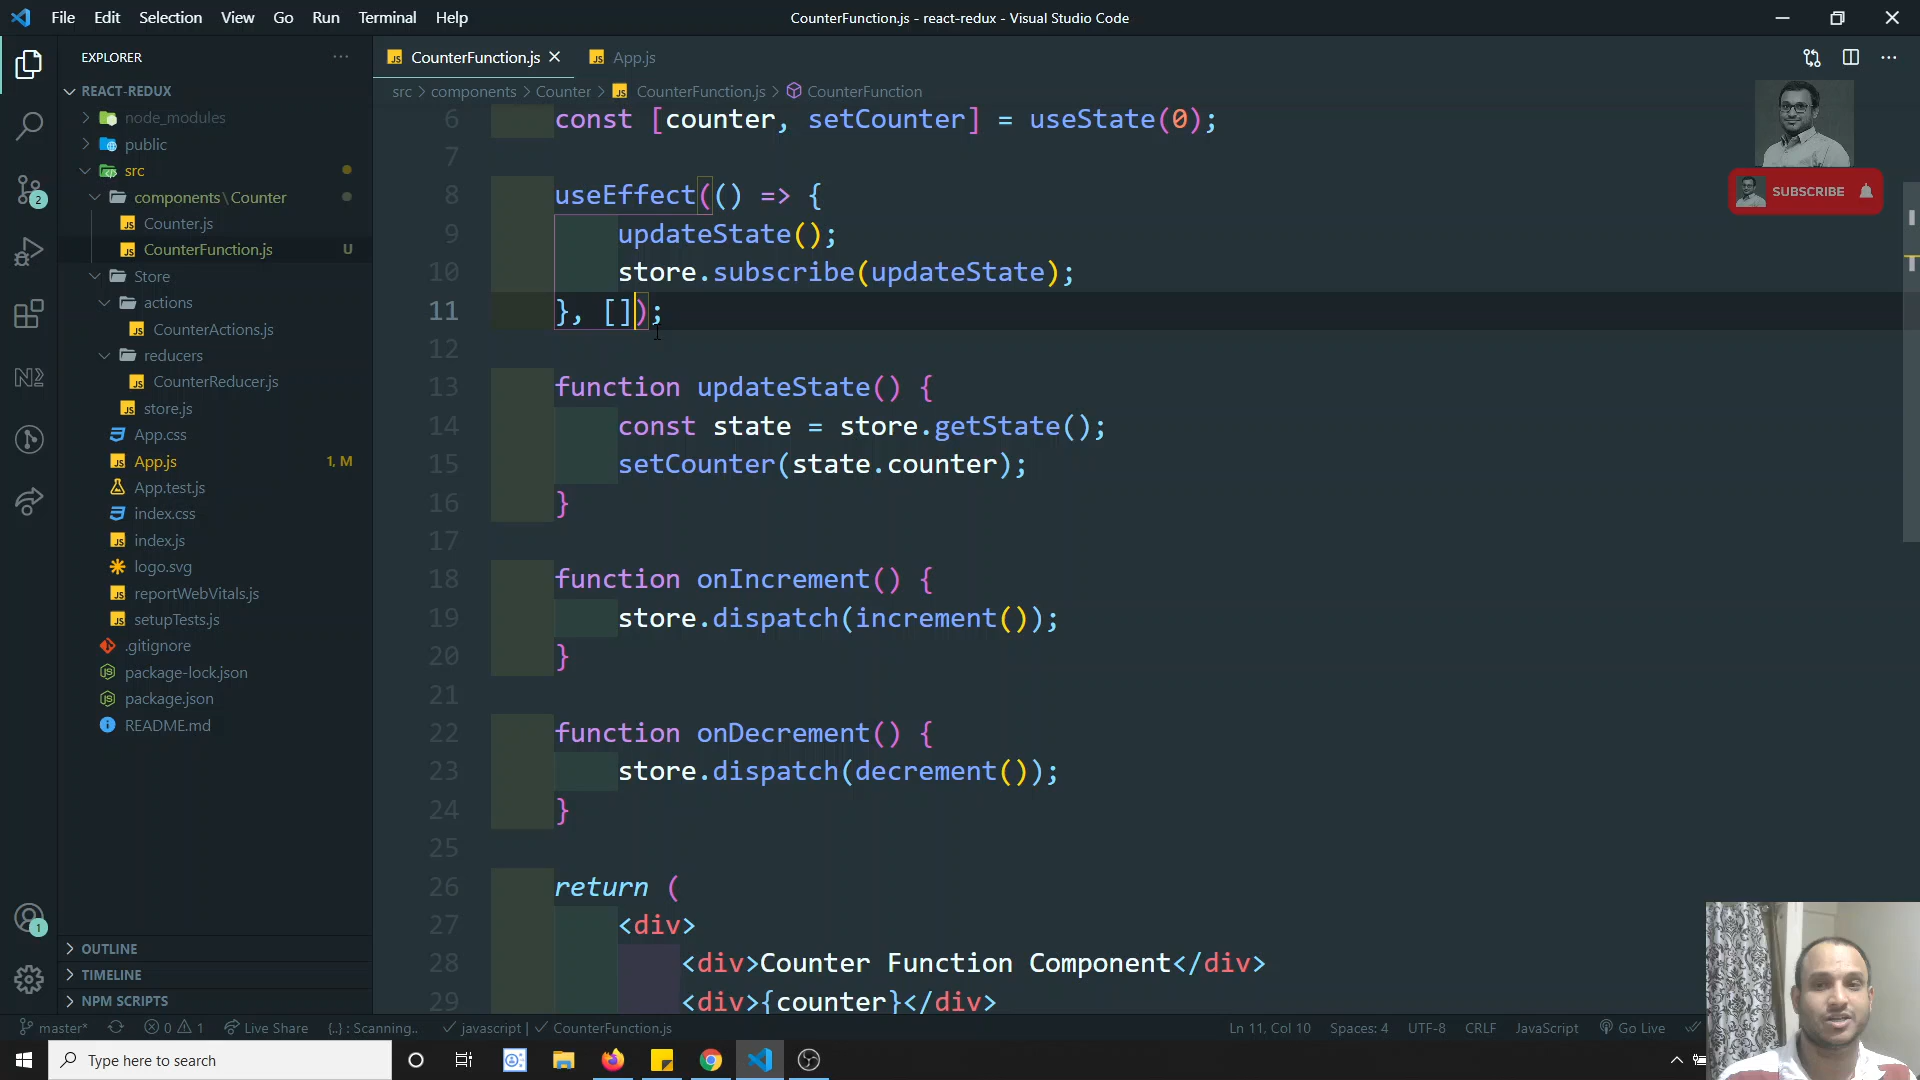 File Edit Selection View Go Run Terminal Help
CounterFunction.js - react-redux - Visual Studio Code
EXPLORER
REACT-REDUX
node_modules
public
src
components\Counter
Counter.js
CounterFunction.js U
Store
actions
CounterActions.js
reducers
CounterReducer.js
store.js
App.css
App.js 1, M
App.test.js
index.css
index.js
logo.svg
reportWebVitals.js
setupTests.js
.gitignore
package-lock.json
package.json
README.md
OUTLINE
TIMELINE
NPM SCRIPTS
2
1
CounterFunction.js App.js
src > components > Counter > CounterFunction.js > CounterFunction
6 const [counter, setCounter] = useState(0);
7
8 useEffect(() => {
9 updateState();
10 store.subscribe(updateState);
11 }, []);
12
13 function updateState() {
14 const state = store.getState();
15 setCounter(state.counter);
16 }
17
18 function onIncrement() {
19 store.dispatch(increment());
20 }
21
22 function onDecrement() {
23 store.dispatch(decrement());
24 }
25
26 return (
27 <div>
28 <div>Counter Function Component</div>
29 <div>{counter}</div>
SUBSCRIBE
master* 0 1 Live Share {..} : Scanning.. javascript | CounterFunction.js
Ln 11, Col 10 Spaces: 4 UTF-8 CRLF JavaScript Go Live
Type here to search